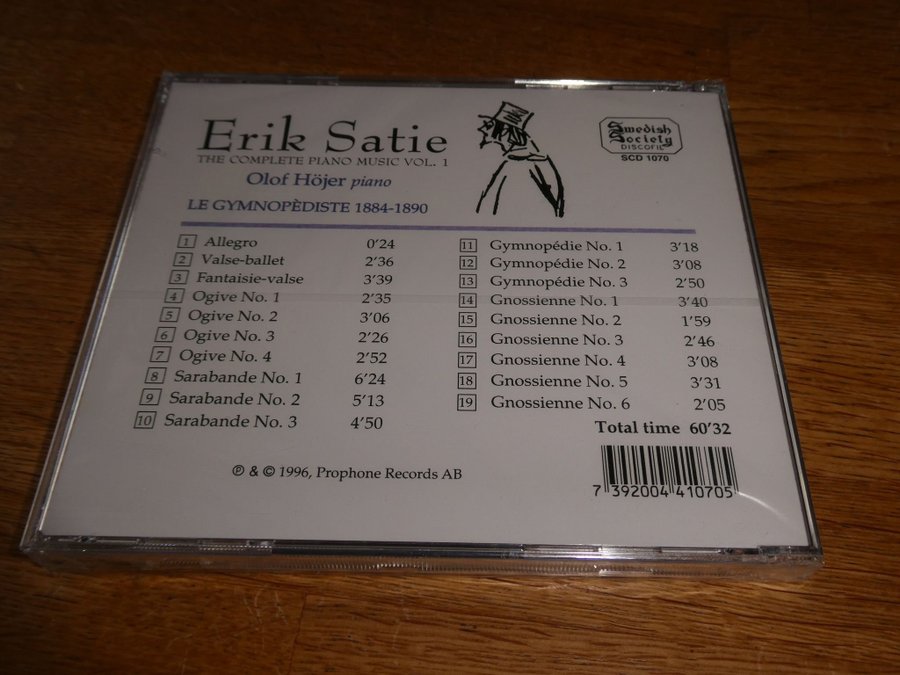 Erik Satie
THE COMPLETE PIANO MUSIC VOL. 1
Olof Höjer piano
LE GYMNOPÈDISTE 1884-1890
Swedish
Society
DISCOFIL
SCD 1070
1 Allegro 0'24
2 Valse-ballet 2'36
3 Fantaisie-valse 3'39
4 Ogive No. 1 2'35
5 Ogive No. 2 3'06
6 Ogive No. 3 2'26
7 Ogive No. 4 2'52
8 Sarabande No. 1 6'24
9 Sarabande No. 2 5'13
10 Sarabande No. 3 4'50
11 Gymnopédie No. 1 3'18
12 Gymnopédie No. 2 3'08
13 Gymnopédie No. 3 2'50
14 Gnossienne No. 1 3'40
15 Gnossienne No. 2 1'59
16 Gnossienne No. 3 2'46
17 Gnossienne No. 4 3'08
18 Gnossienne No. 5 3'31
19 Gnossienne No. 6 2'05
Total time 60'32
℗ & © 1996, Prophone Records AB
7 392004 410705